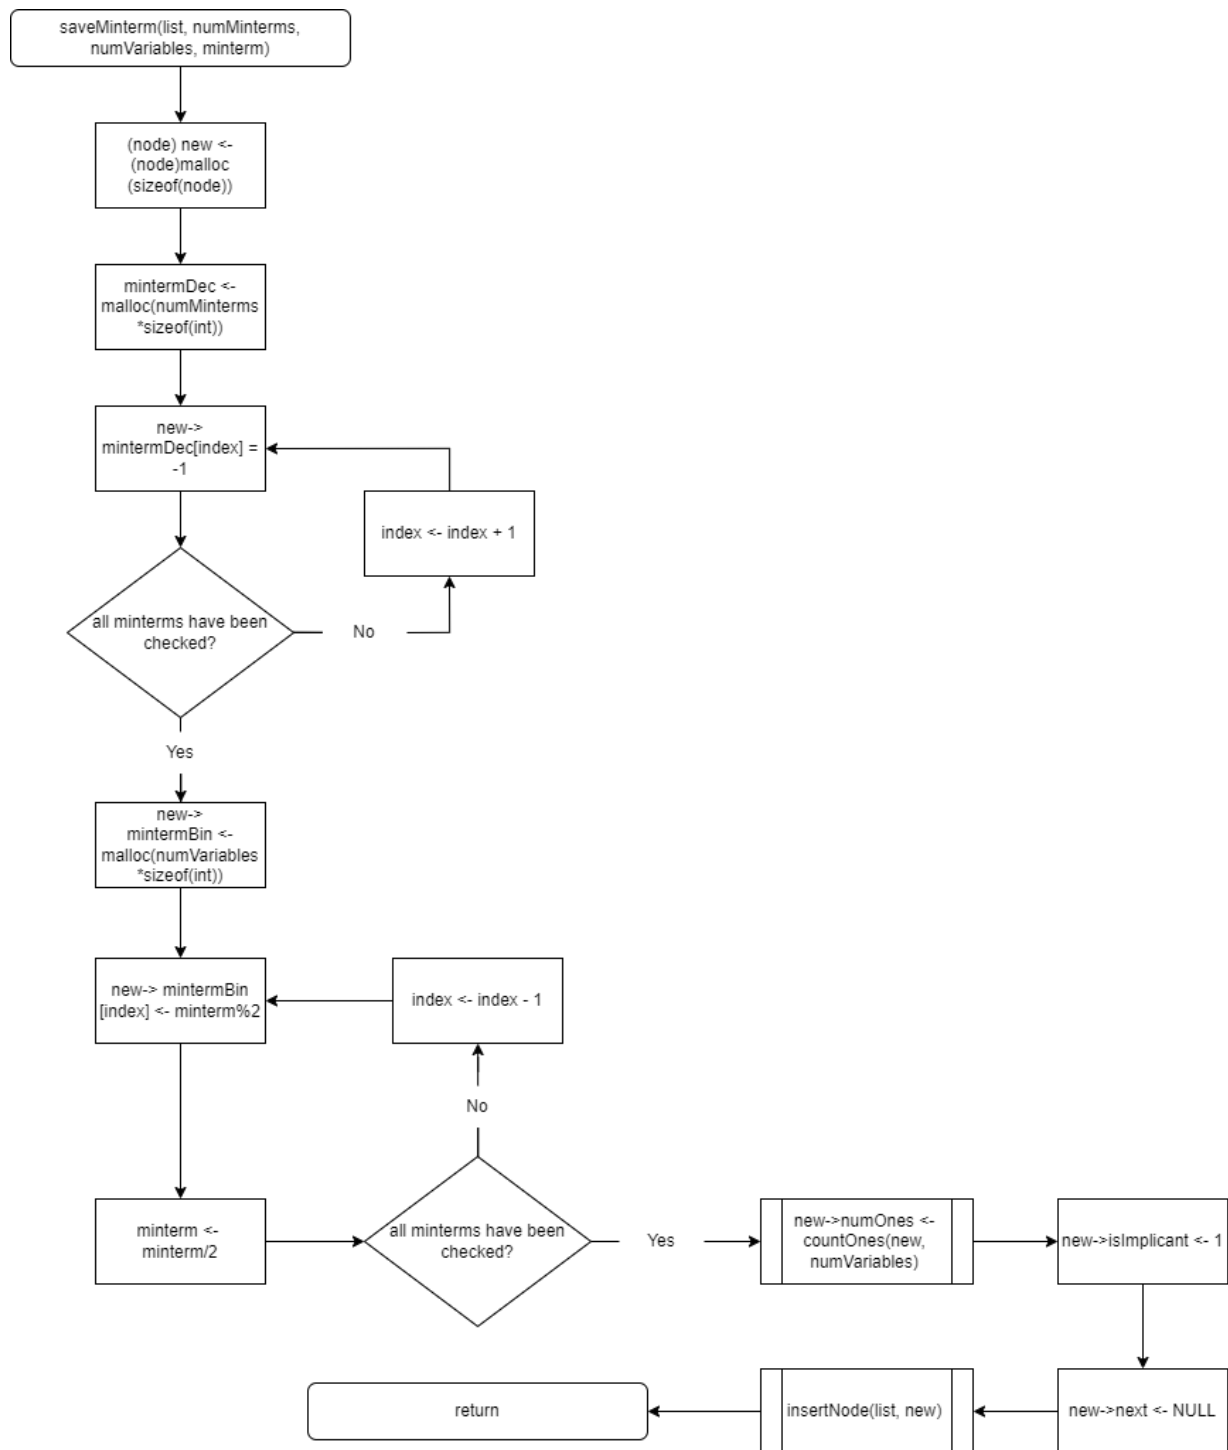 saveMinterm(list, numMinterms,
numVariables, minterm)
(node) new <-
(node)malloc
(sizeof(node))
mintermDec <-
malloc(numMinterms
*sizeof(int))
new->
mintermDec[index] =
-1
index <- index + 1
all minterms have been
checked?
No
Yes
new->
mintermBin <-
malloc(numVariables
*sizeof(int))
new-> mintermBin
[index] <- minterm%2
index <- index - 1
No
minterm <-
minterm/2
all minterms have been
checked?
Yes
new->numOnes <-
countOnes(new,
numVariables)
new->isImplicant <- 1
return
insertNode(list, new)
new->next <- NULL